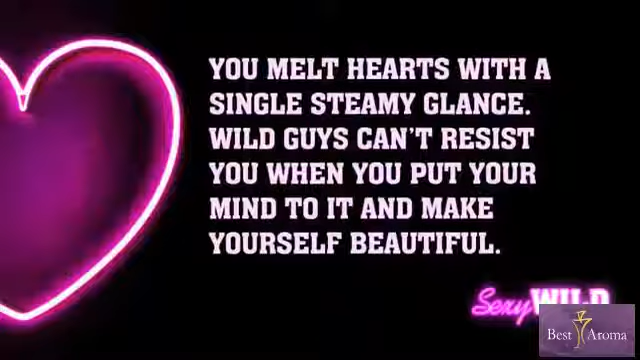 YOU MELT HEARTS WITH A
SINGLE STEAMY GLANCE.
WILD GUYS CAN'T RESIST
YOU WHEN YOU PUT YOUR
MIND TO IT AND MAKE
YOURSELF BEAUTIFUL.
Sexy WILD
Best Aroma